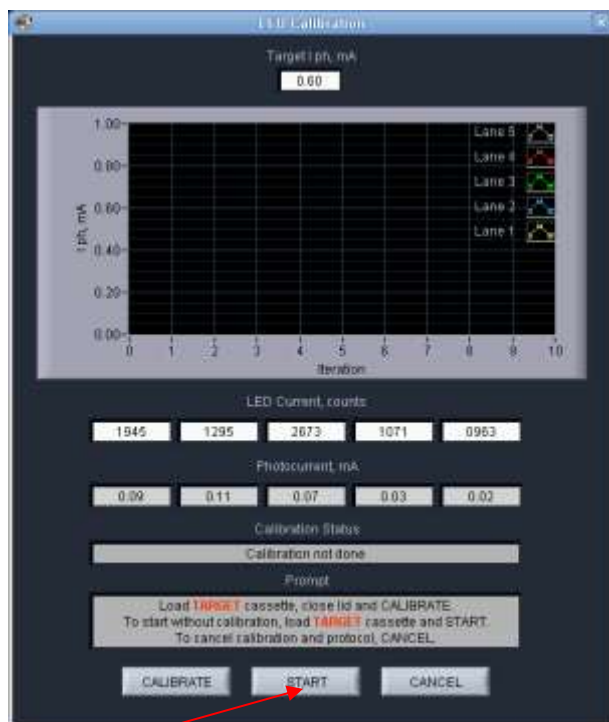 LED Calibration
Target I ph, mA
0.60
1.00
0.80
0.60
0.40
0.20
0.00
I ph, mA
Lane 5
Lane 4
Lane 3
Lane 2
Lane 1
0 1 2 3 4 5 6 7 8 9 10
Iteration
LED Current, counts
1945 1295 2673 1071 0963
Photocurrent, mA
0.09 0.11 0.07 0.03 0.02
Calibration Status
Calibration not done
Prompt
Load TARGET cassette, close lid and CALIBRATE.
To start without calibration, load TARGET cassette and START.
To cancel calibration and protocol, CANCEL.
CALIBRATE START CANCEL